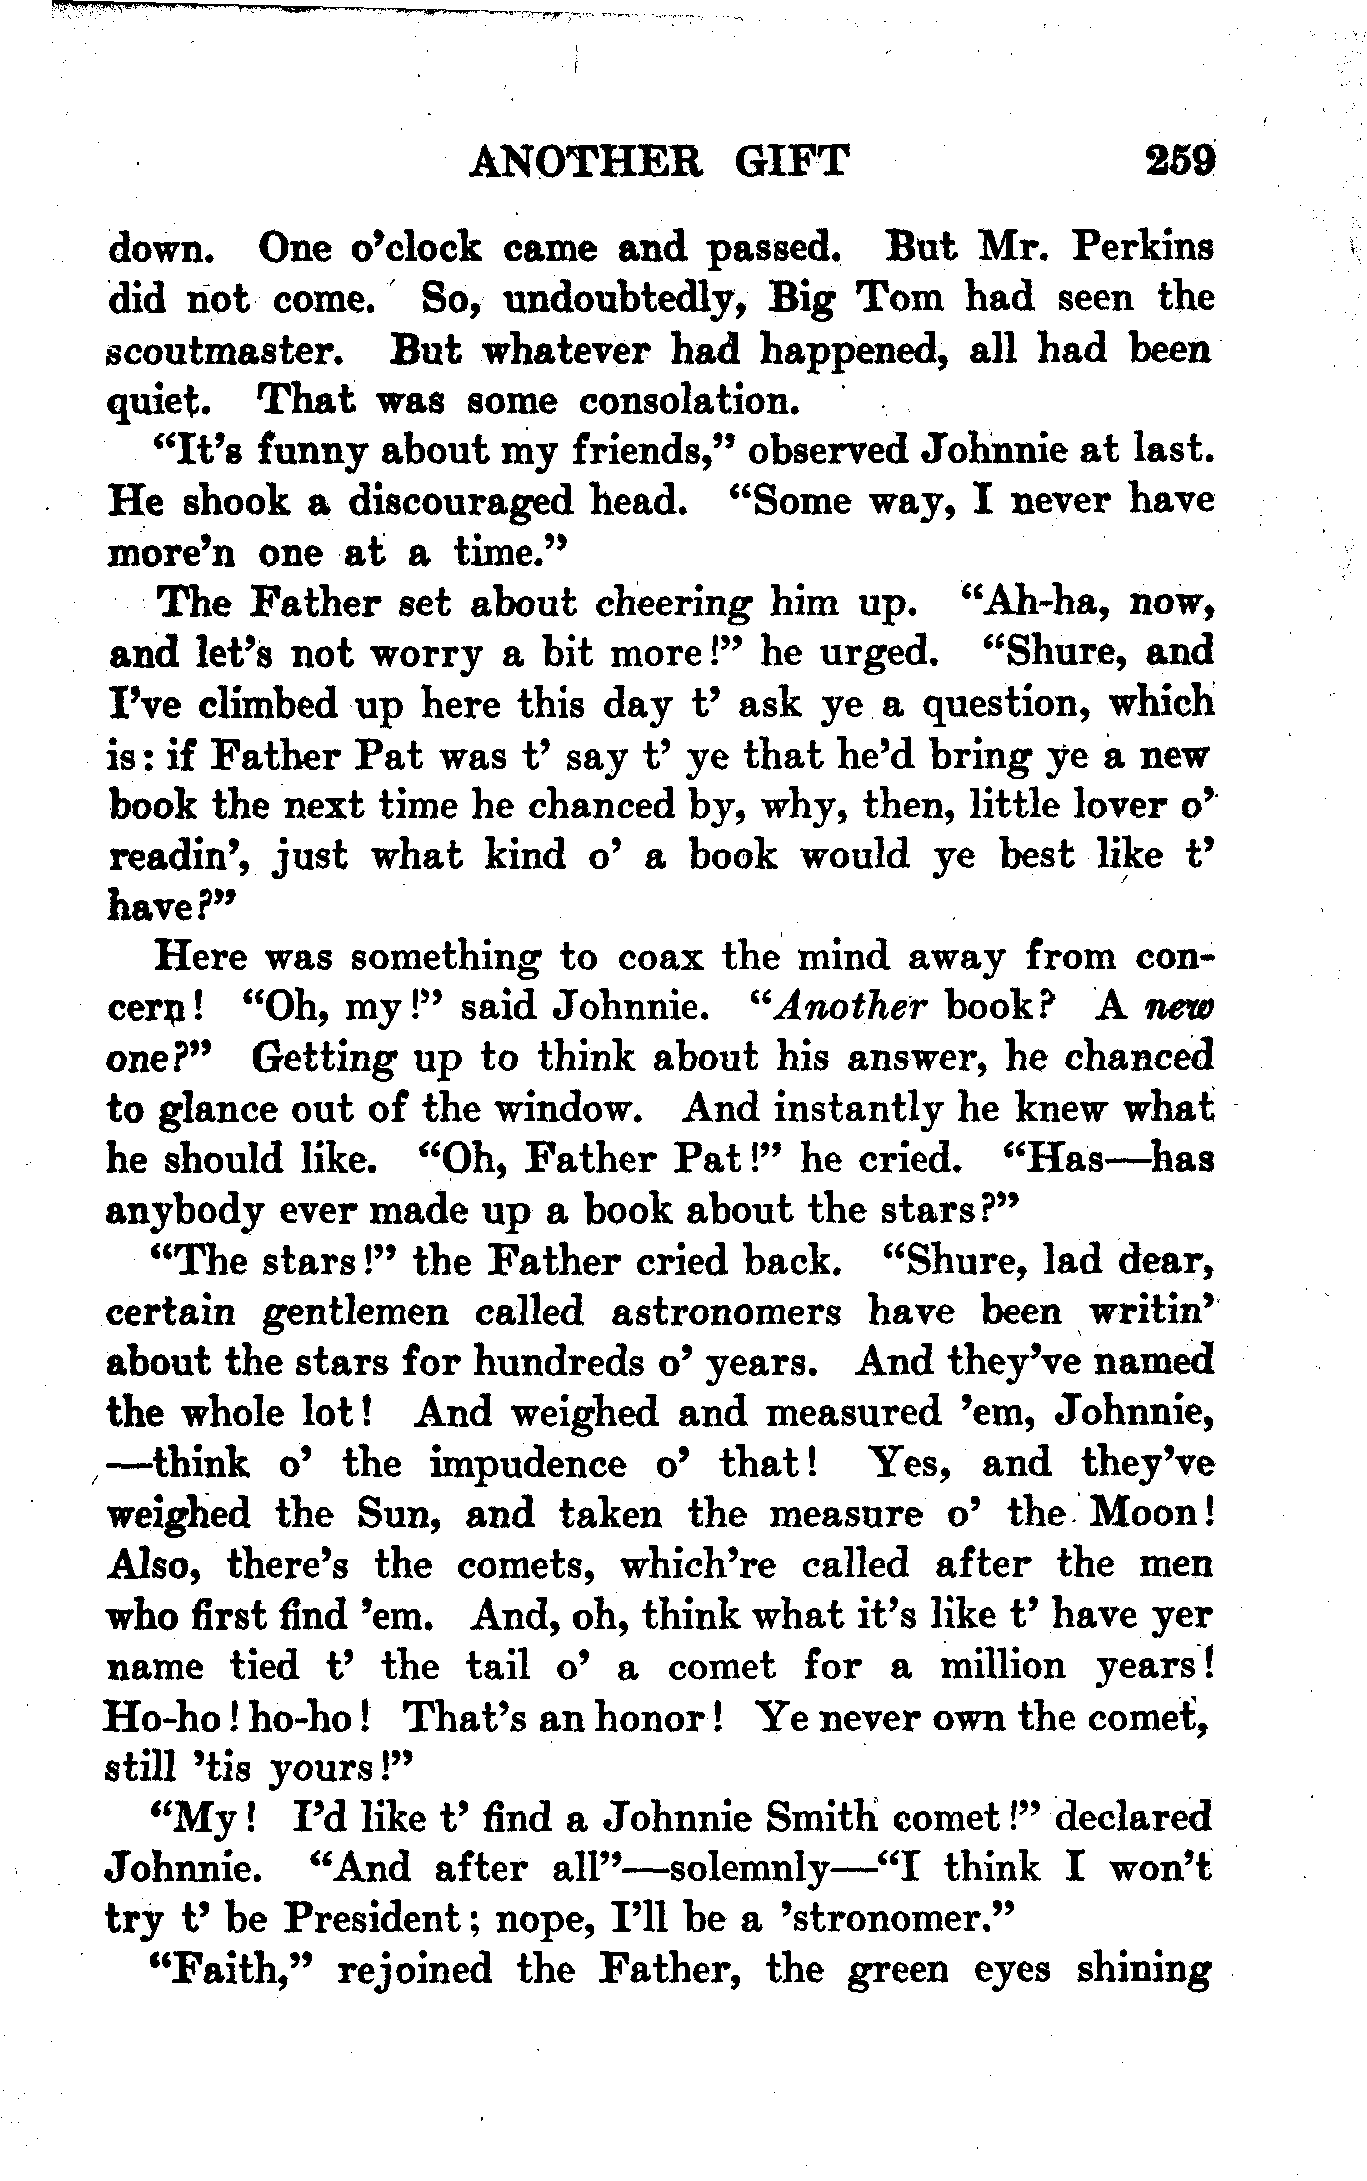 ANOTHER GIFT 259
down. One o'clock came and passed. But Mr. Perkins
did not come. So, undoubtedly, Big Tom had seen the
scoutmaster. But whatever had happened, all had been
quiet. That was some consolation.
"It's funny about my friends," observed Johnnie at last.
He shook a discouraged head. "Some way, I never have
more'n one at a time."
The Father set about cheering him up. "Ah-ha, now,
and let's not worry a bit more!" he urged. "Shure, and
I've climbed up here this day t' ask ye a question, which
is: if Father Pat was t' say t' ye that he'd bring ye a new
book the next time he chanced by, why, then, little lover o'
readin', just what kind o' a book would ye best like t'
have?"
Here was something to coax the mind away from con-
cern! "Oh, my!" said Johnnie. "Another book? A new
one?" Getting up to think about his answer, he chanced
to glance out of the window. And instantly he knew what
he should like. "Oh, Father Pat!" he cried. "Has—has
anybody ever made up a book about the stars?"
"The stars!" the Father cried back. "Shure, lad dear,
certain gentlemen called astronomers have been writin'
about the stars for hundreds o' years. And they've named
the whole lot! And weighed and measured 'em, Johnnie,
—think o' the impudence o' that! Yes, and they've
weighed the Sun, and taken the measure o' the Moon!
Also, there's the comets, which're called after the men
who first find 'em. And, oh, think what it's like t' have yer
name tied t' the tail o' a comet for a million years!
Ho-ho! ho-ho! That's an honor! Ye never own the comet,
still 'tis yours!"
"My! I'd like t' find a Johnnie Smith comet!" declared
Johnnie. "And after all"—solemnly—"I think I won't
try t' be President; nope, I'll be a 'stronomer."
"Faith," rejoined the Father, the green eyes shining